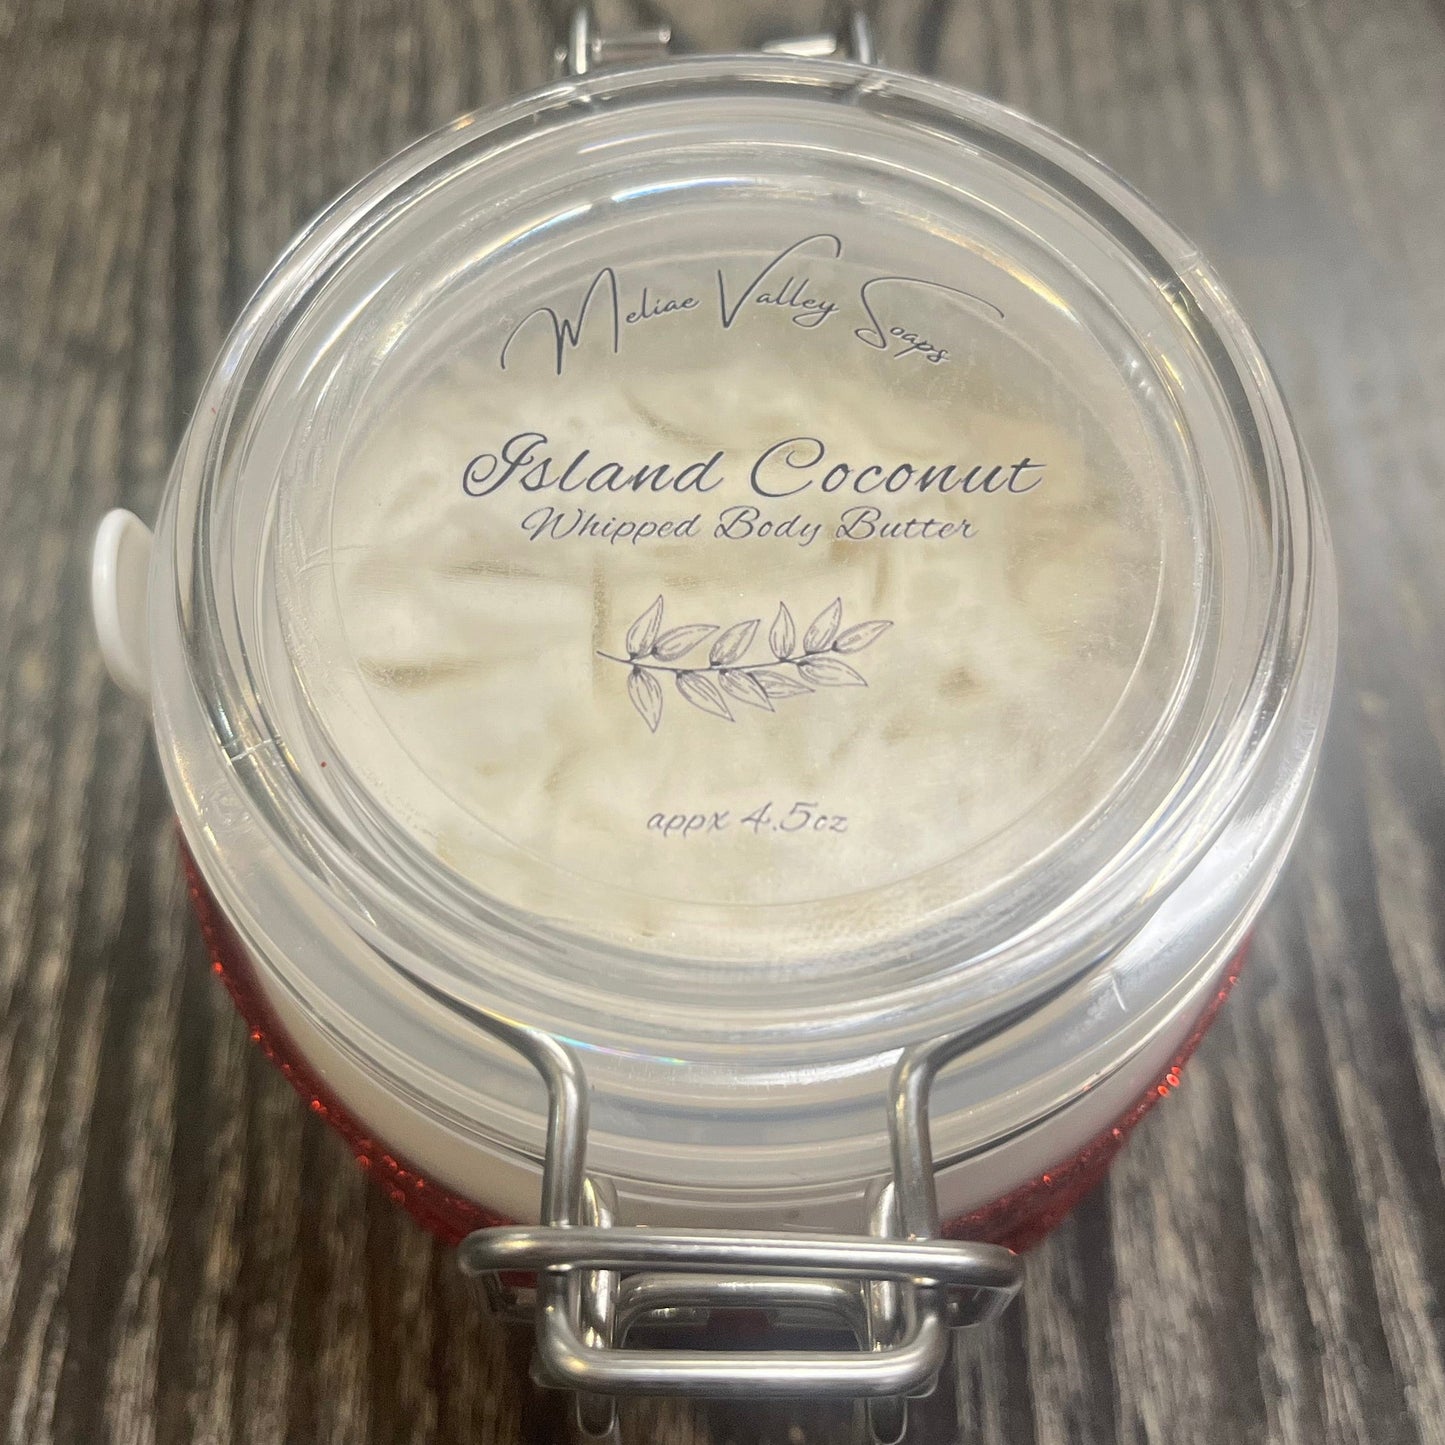 Meliae Valley Soaps
Island Coconut
Whipped Body Butter
appx 4.5oz